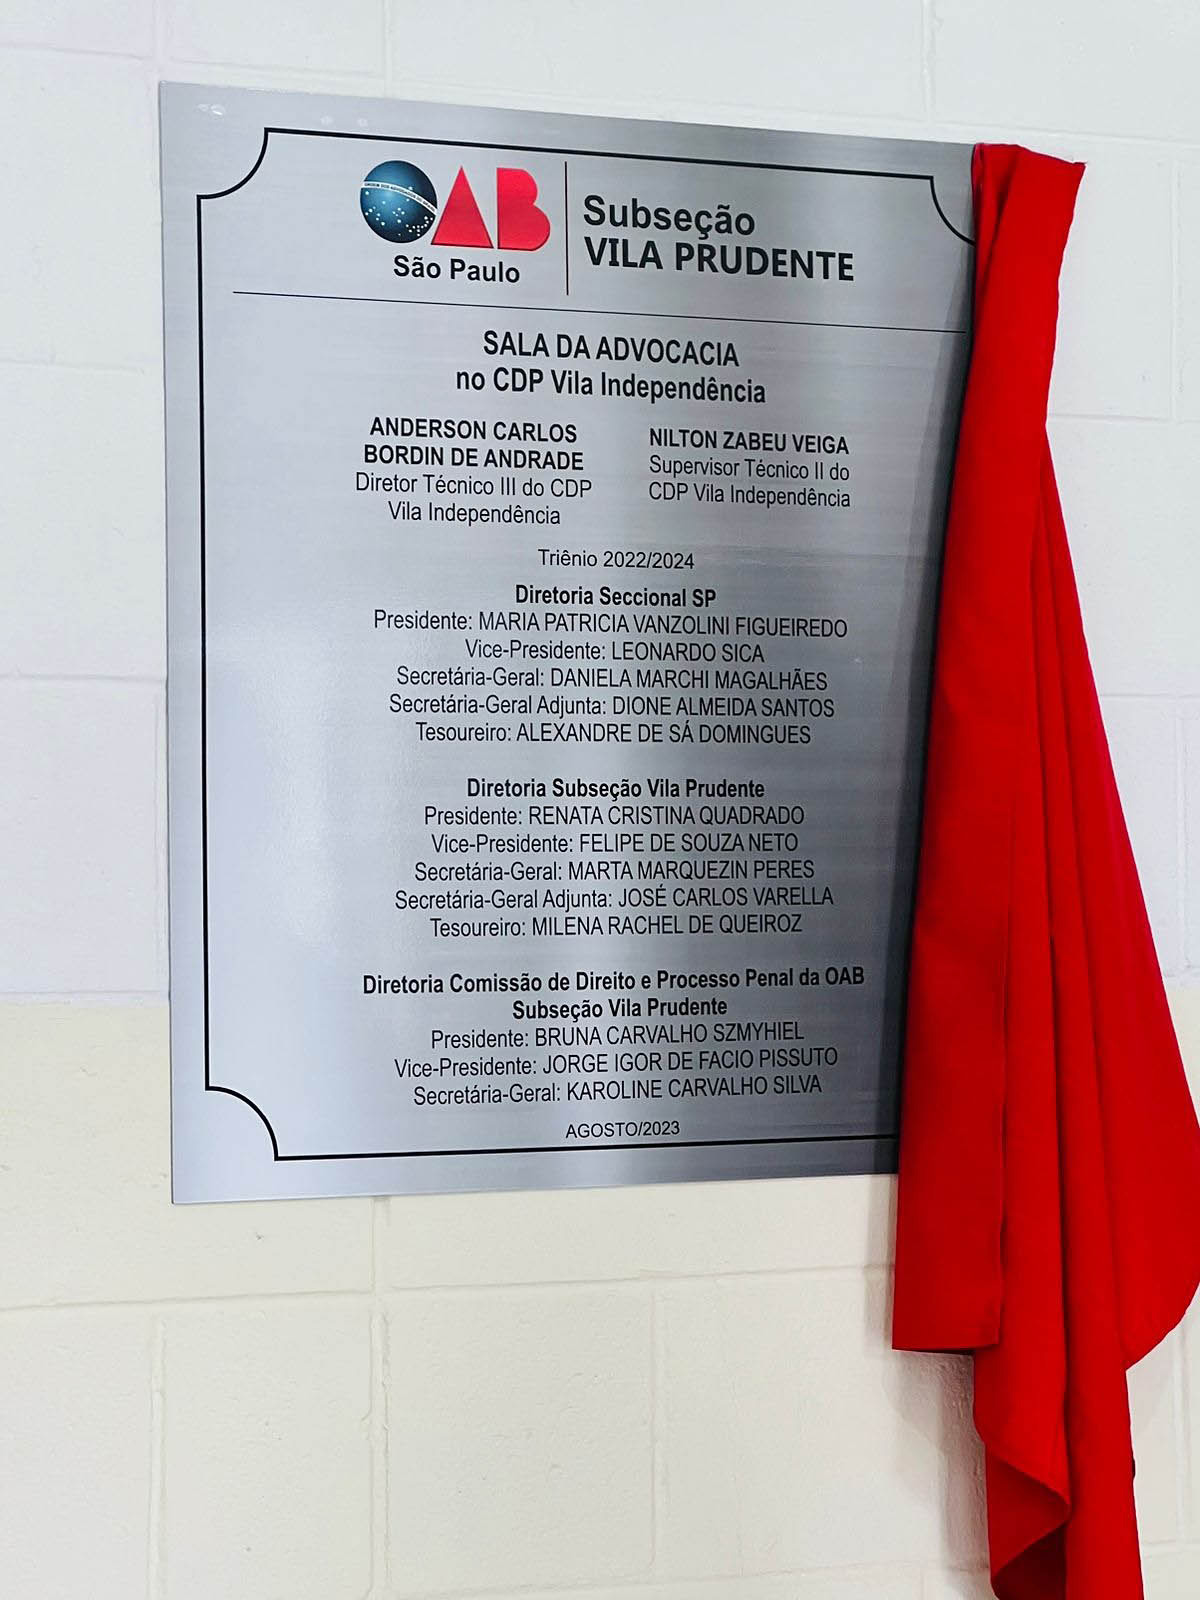 OAB
São Paulo
Subseção
VILA PRUDENTE
SALA DA ADVOCACIA
no CDP Vila Independência
ANDERSON CARLOS
BORDIN DE ANDRADE
Diretor Técnico III do CDP
Vila Independência
NILTON ZABEU VEIGA
Supervisor Técnico II do
CDP Vila Independência
Triênio 2022/2024
Diretoria Seccional SP
Presidente: MARIA PATRICIA VANZOLINI FIGUEIREDO
Vice-Presidente: LEONARDO SICA
Secretária-Geral: DANIELA MARCHI MAGALHÃES
Secretária-Geral Adjunta: DIONE ALMEIDA SANTOS
Tesoureiro: ALEXANDRE DE SÁ DOMINGUES
Diretoria Subseção Vila Prudente
Presidente: RENATA CRISTINA QUADRADO
Vice-Presidente: FELIPE DE SOUZA NETO
Secretária-Geral: MARTA MARQUEZIN PERES
Secretária-Geral Adjunta: JOSÉ CARLOS VARELLA
Tesoureiro: MILENA RACHEL DE QUEIROZ
Diretoria Comissão de Direito e Processo Penal da OAB
Subseção Vila Prudente
Presidente: BRUNA CARVALHO SZMYHIEL
Vice-Presidente: JORGE IGOR DE FACIO PISSUTO
Secretária-Geral: KAROLINE CARVALHO SILVA
AGOSTO/2023